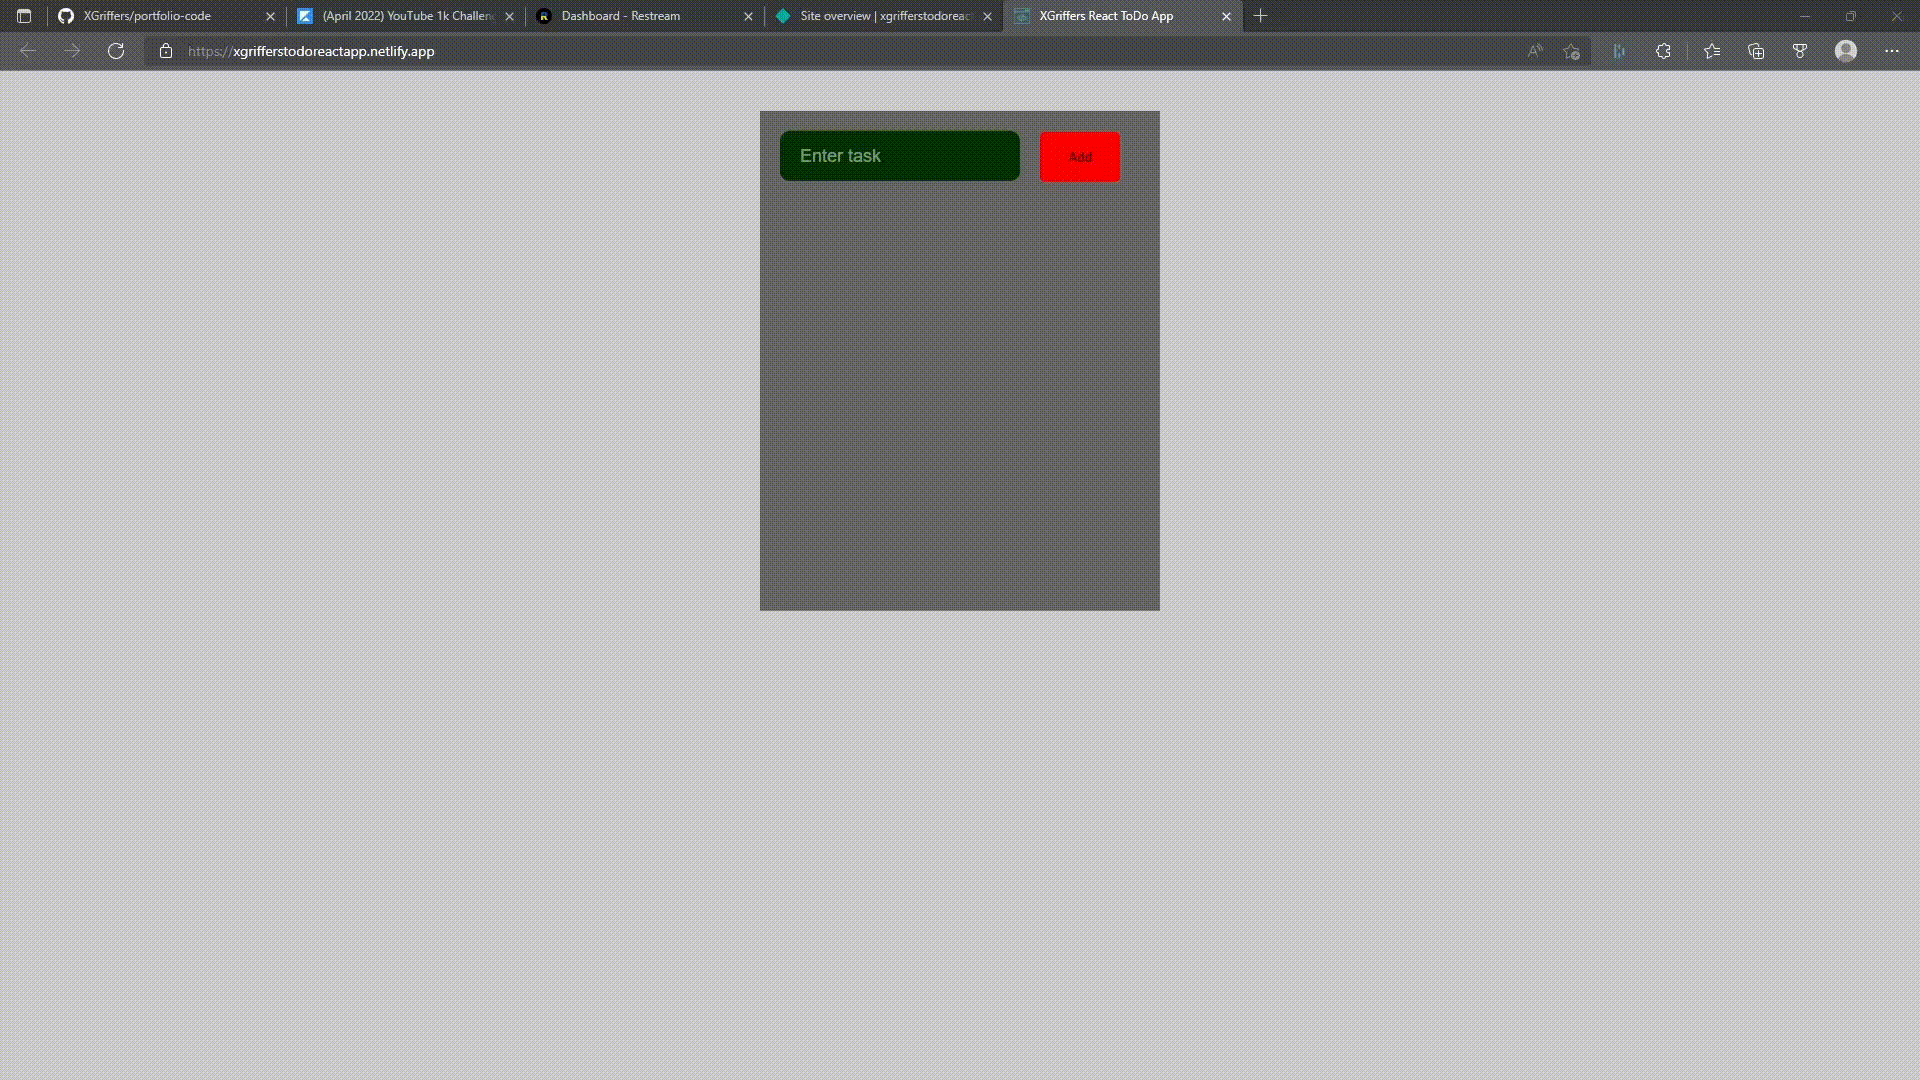 XGriffers/portfolio-code
(April 2022) YouTube 1k Challen
Dashboard - Restream
Site overview | xgrifferstodoreac
XGriffers React ToDo App
https://xgrifferstodoreactapp.netlify.app
Enter task
Add